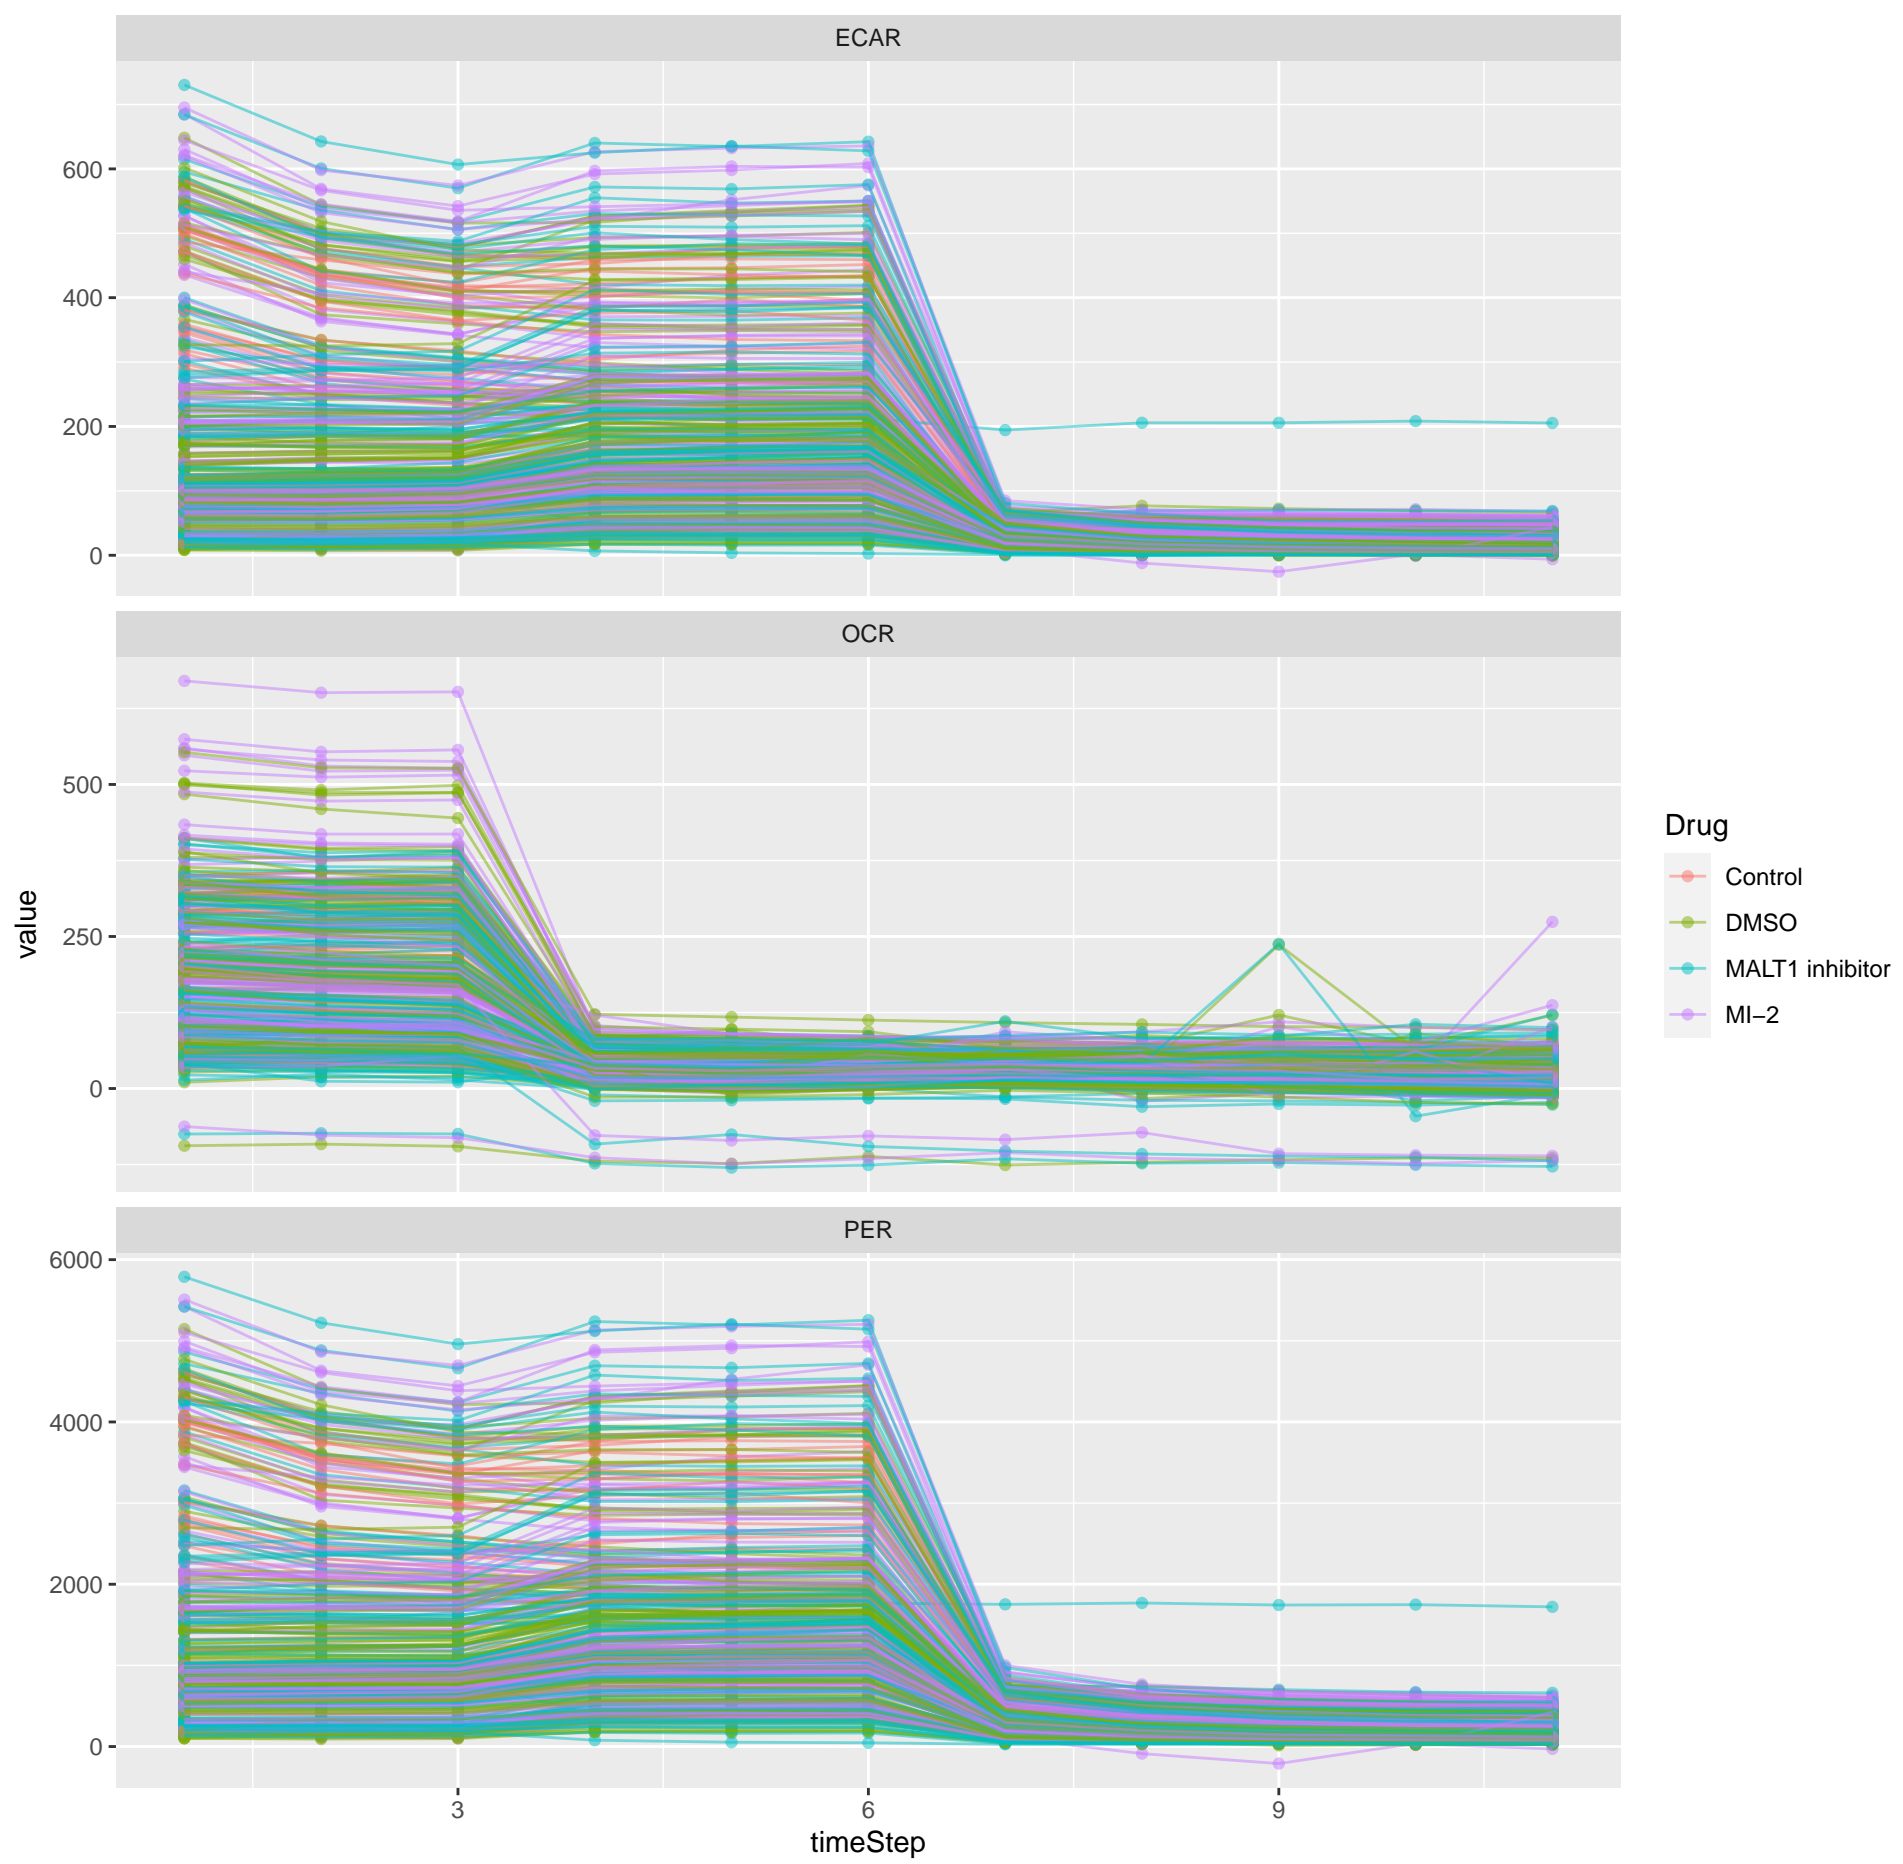 ECAR
600
400
200
0
OCR
500
250
0
PER
6000
4000
2000
0
3 6 9
timeStep
value
Drug
Control
DMSO
MALT1 inhibitor
MI−2